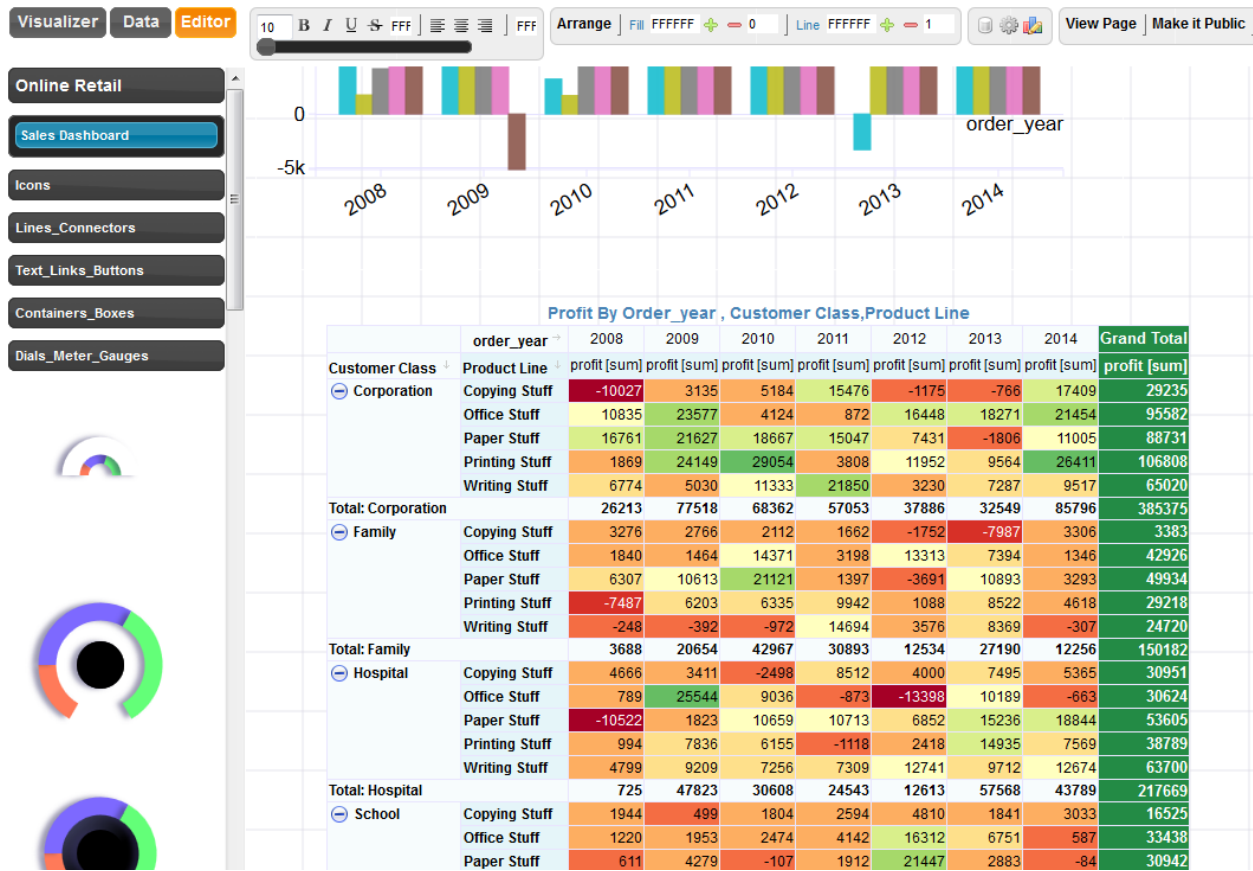 Visualizer Data Editor
10 B I U S FFF FFF Arrange Fill FFFFFF 0 Line FFFFFF 1 View Page Make it Public
Online Retail
Sales Dashboard
Icons
Lines_Connectors
Text_Links_Buttons
Containers_Boxes
Dials_Meter_Gauges
0
order_year
-5k
2008 2009 2010 2011 2012 2013 2014
Profit By Order_year , Customer Class,Product Line
order_year 2008 2009 2010 2011 2012 2013 2014 Grand Total
Customer Class Product Line profit [sum] profit [sum] profit [sum] profit [sum] profit [sum] profit [sum] profit [sum] profit [sum]
Corporation Copying Stuff -10027 3135 5184 15476 -1175 -766 17409 29235
Office Stuff 10835 23577 4124 872 16448 18271 21454 95582
Paper Stuff 16761 21627 18667 15047 7431 -1806 11005 88731
Printing Stuff 1869 24149 29054 3808 11952 9564 26411 106808
Writing Stuff 6774 5030 11333 21850 3230 7287 9517 65020
Total: Corporation 26213 77518 68362 57053 37886 32549 85796 385375
Family Copying Stuff 3276 2766 2112 1662 -1752 -7987 3306 3383
Office Stuff 1840 1464 14371 3198 13313 7394 1346 42926
Paper Stuff 6307 10613 21121 1397 -3691 10893 3293 49934
Printing Stuff -7487 6203 6335 9942 1088 8522 4618 29218
Writing Stuff -248 -392 -972 14694 3576 8369 -307 24720
Total: Family 3688 20654 42967 30893 12534 27190 12256 150182
Hospital Copying Stuff 4666 3411 -2498 8512 4000 7495 5365 30951
Office Stuff 789 25544 9036 -873 -13398 10189 -663 30624
Paper Stuff -10522 1823 10659 10713 6852 15236 18844 53605
Printing Stuff 994 7836 6155 -1118 2418 14935 7569 38789
Writing Stuff 4799 9209 7256 7309 12741 9712 12674 63700
Total: Hospital 725 47823 30608 24543 12613 57568 43789 217669
School Copying Stuff 1944 499 1804 2594 4810 1841 3033 16525
Office Stuff 1220 1953 2474 4142 16312 6751 587 33438
Paper Stuff 611 4279 -107 1912 21447 2883 -84 30942